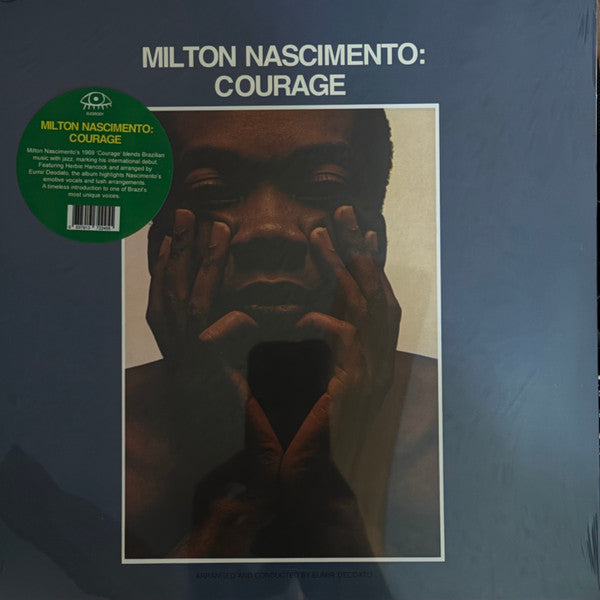 MILTON NASCIMENTO:
COURAGE
MILTON NASCIMENTO:
COURAGE
Milton Nascimento's 1969 'Courage' blends Brazilian
music with jazz, marking his international debut.
Featuring Herbie Hancock and arranged by
Eumir Deodato, the album highlights Nascimento's
emotive vocals and lush arrangements.
A timeless introduction to one of Brazil's
most unique voices.
ARRANGED AND CONDUCTED BY EUMIR DEODATO